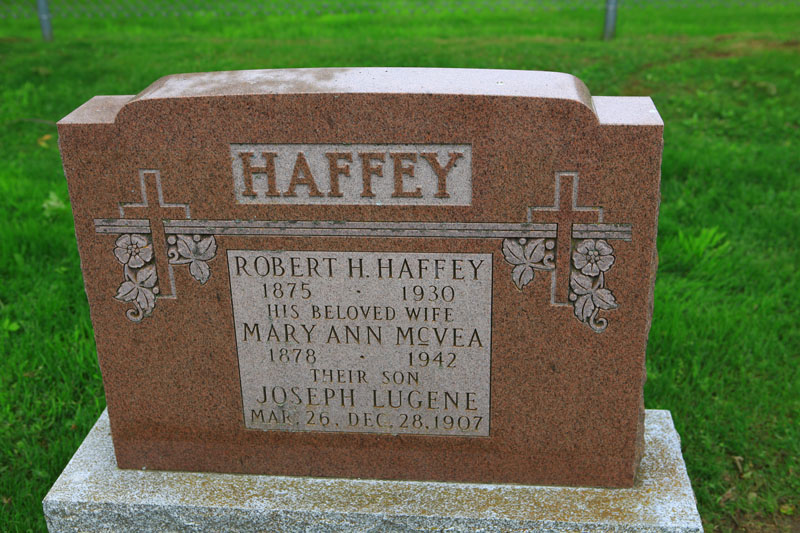 HAFFEY
ROBERT H. HAFFEY
1875 · 1930
HIS BELOVED WIFE
MARY ANN McVEA
1878 · 1942
THEIR SON
JOSEPH LUGENE
MAR. 26, DEC. 28, 1907